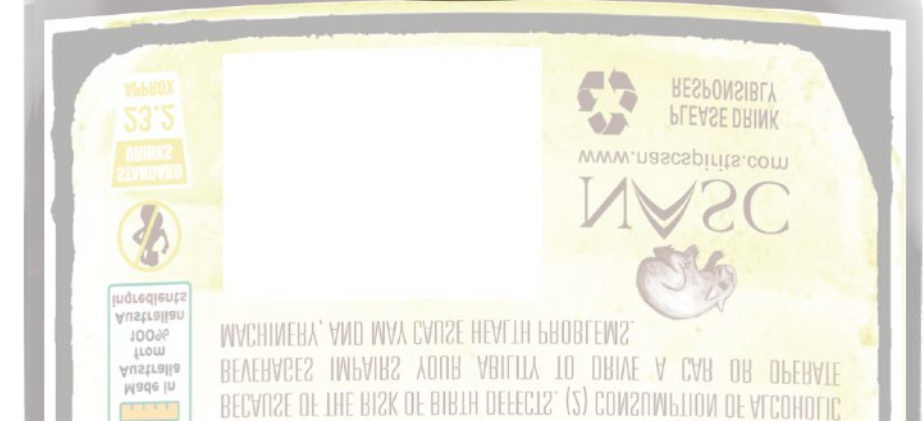 BECAUSE OF THE RISK OF BIRTH DEFECTS. (2) CONSUMPTION OF ALCOHOLIC
BEVERAGES IMPAIRS YOUR ABILITY TO DRIVE A CAR OR OPERATE
MACHINERY, AND MAY CAUSE HEALTH PROBLEMS.
Made in
Australia
from
100%
Australian
ingredients
STANDARD
DRINKS
23.2
APPROX
NASC
www.nascspirits.com
PLEASE DRINK
RESPONSIBLY